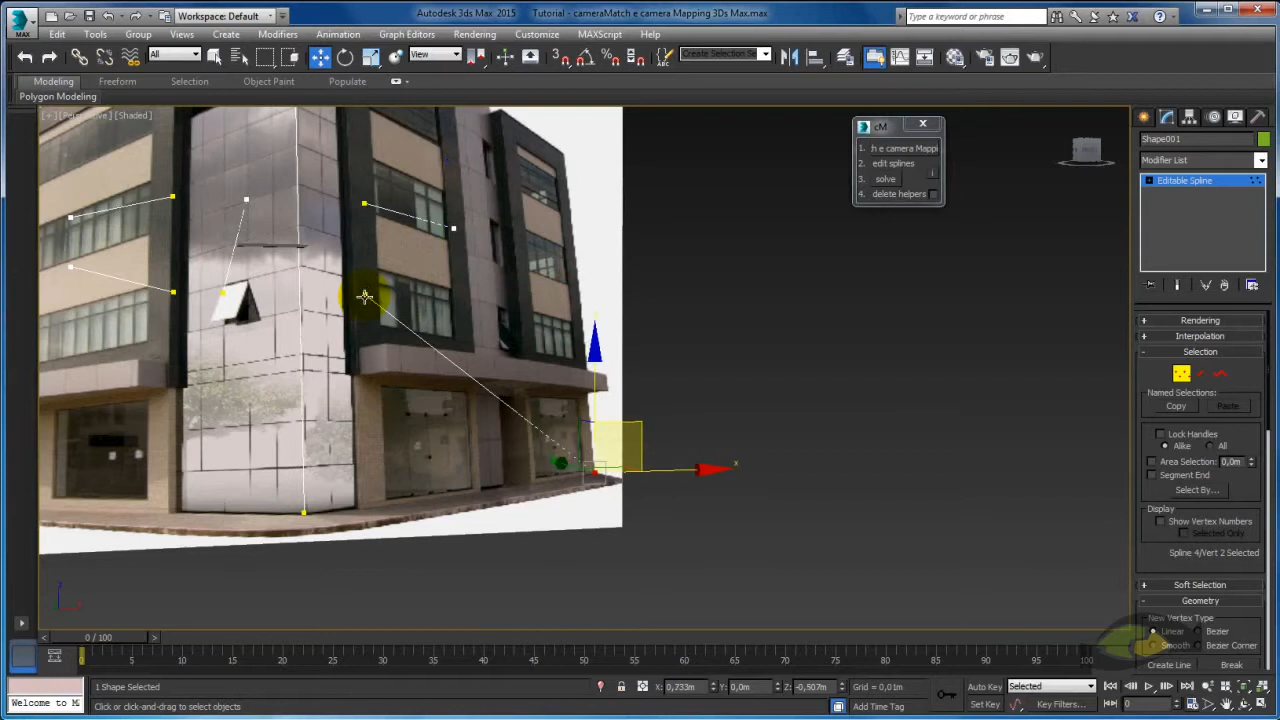 Workspace: Default
Autodesk 3ds Max 2015
Tutorial - cameraMatch e camera Mapping 3Ds Max.max
Type a keyword or phrase
MAX
Edit Tools Group Views Create Modifiers Animation Graph Editors Rendering Customize MAXScript Help
All
View
Create Selection Se
Modeling Freeform Selection Object Paint Populate
Polygon Modeling
[+] [Perspective] [Shaded]
cM
1. h e camera Mappi
2. edit splines
3. solve i
4. delete helpers
Shape001
Modifier List
Editable Spline
+ Rendering
+ Interpolation
- Selection
Named Selections:
Copy Paste
Lock Handles
Alike All
Area Selection: 0,0m
Segment End
Select By...
Display
Show Vertex Numbers
Selected Only
Spline 4/Vert 2 Selected
+ Soft Selection
- Geometry
New Vertex Type
Linear Bezier
Smooth Bezier Corner
Create Line Break
x
z
< 0 / 100 >
0 5 10 15 20 25 30 35 40 45 50 55 60 65 70 75 80 85 90 95 100
1 Shape Selected
X: 0,733m Y: 0,0m Z: -0,507m Grid = 0,01m
Auto Key Selected
Welcome to M
Click or click-and-drag to select objects
Add Time Tag
Set Key Key Filters... 0